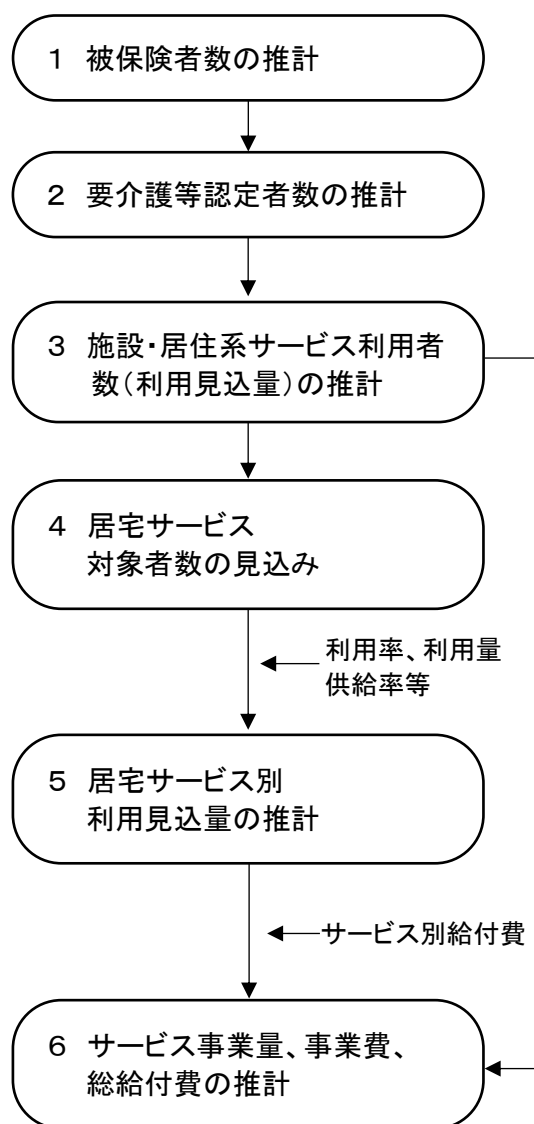 1 被保険者数の推計
2 要介護等認定者数の推計
3 施設・居住系サービス利用者
数(利用見込量)の推計
4 居宅サービス
対象者数の見込み
利用率、利用量
供給率等
5 居宅サービス別
利用見込量の推計
サービス別給付費
6 サービス事業量、事業費、
総給付費の推計